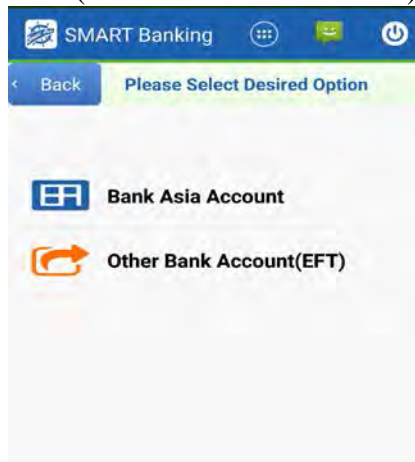 SMART Banking
Back
Please Select Desired Option
Bank Asia Account
Other Bank Account(EFT)